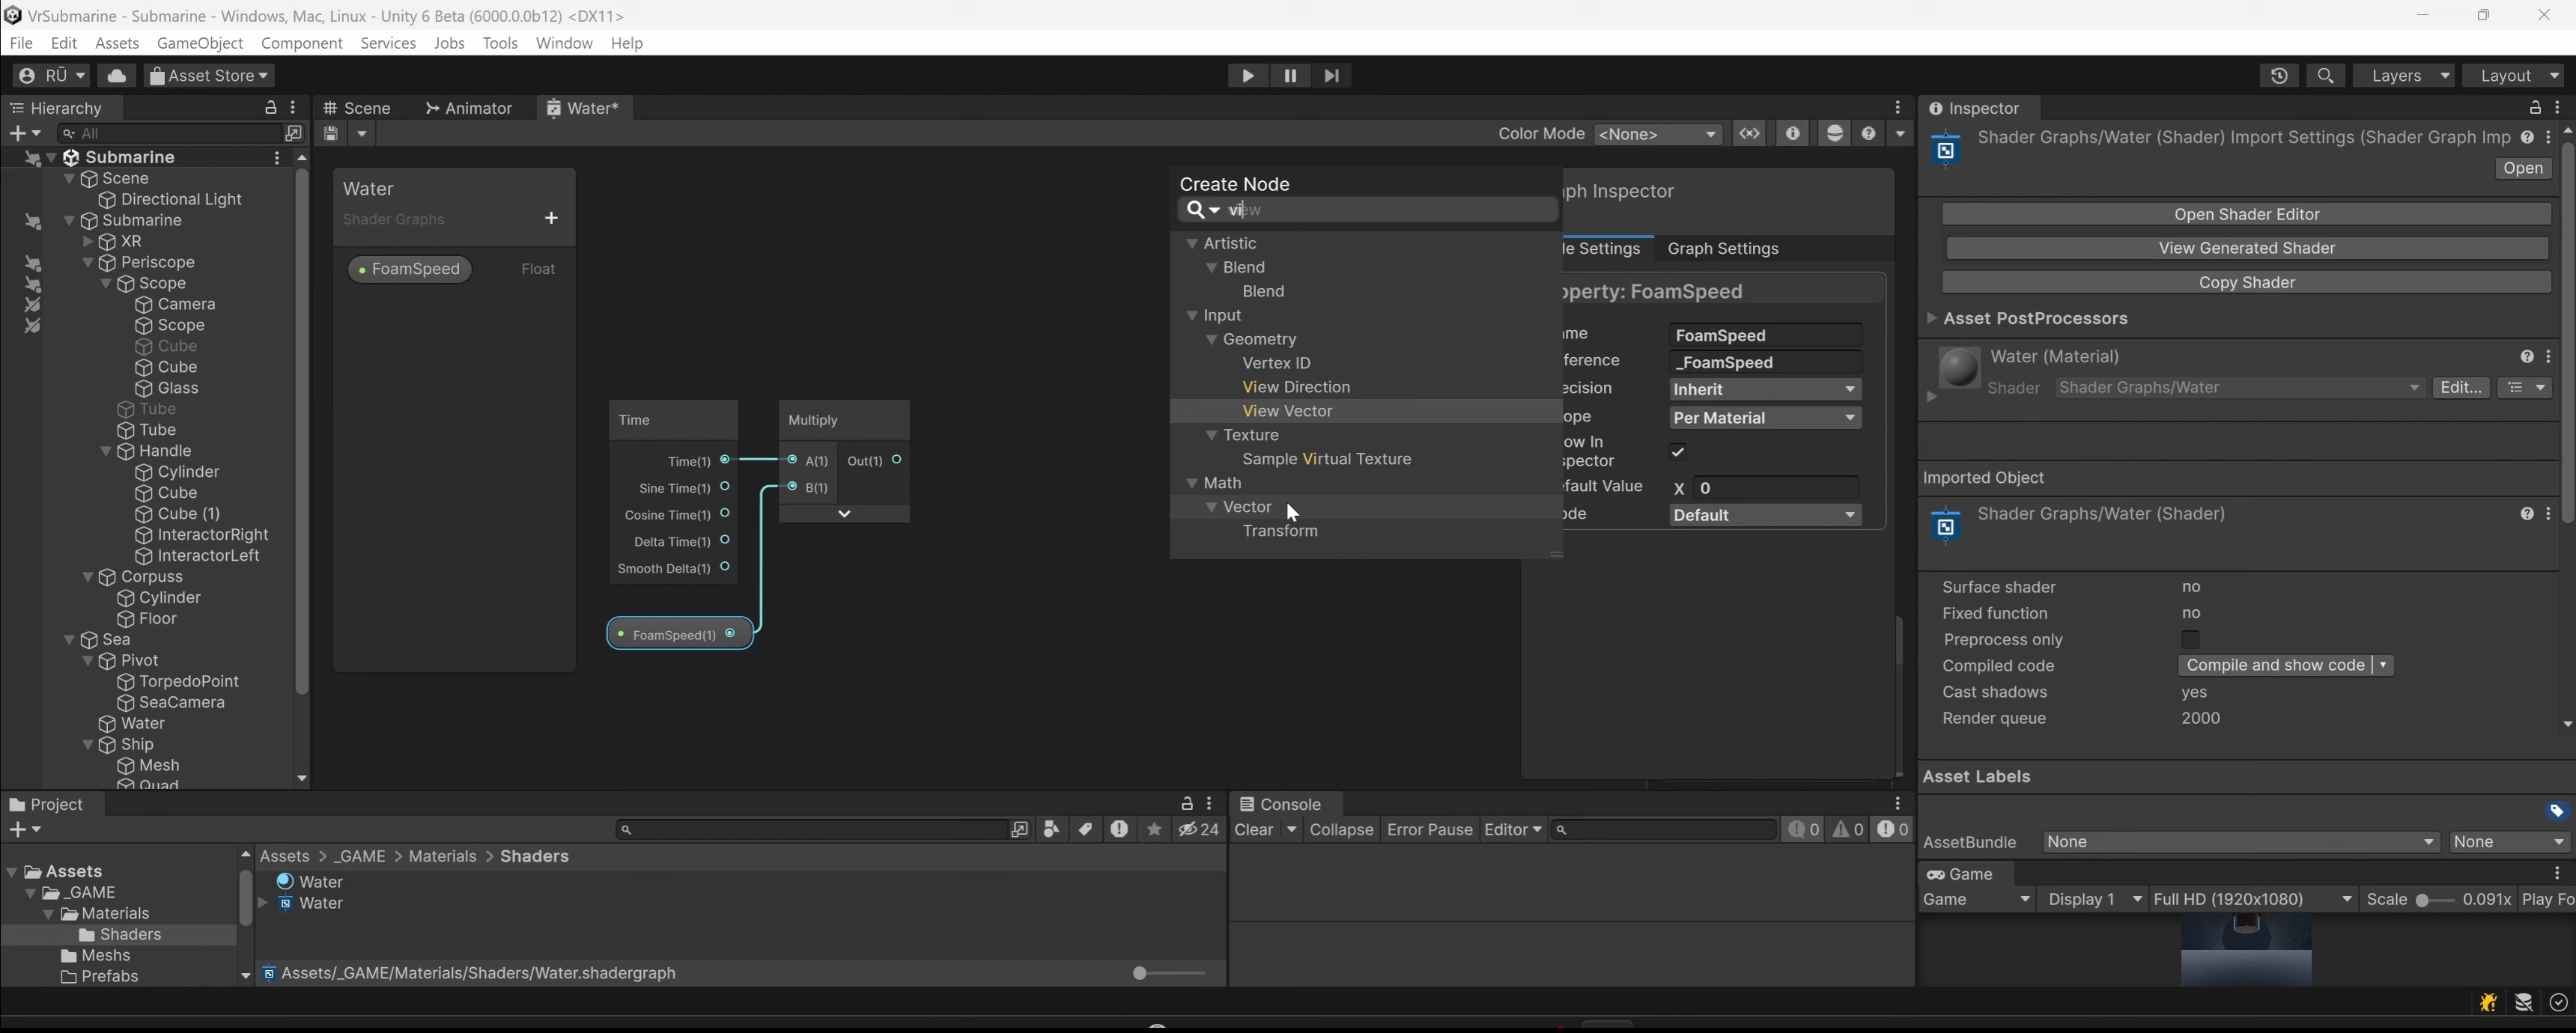 VrSubmarine - Submarine - Windows, Mac, Linux - Unity 6 Beta (6000.0.0b12) <DX11>
File Edit Assets GameObject Component Services Jobs Tools Window Help
RŪ Asset Store Layers Layout
Hierarchy
All
Submarine
Scene
Directional Light
Submarine
XR
Periscope
Scope
Camera
Scope
Cube
Cube
Glass
Tube
Tube
Handle
Cylinder
Cube
Cube (1)
InteractorRight
InteractorLeft
Corpuss
Cylinder
Floor
Sea
Pivot
TorpedoPoint
SeaCamera
Water
Ship
Mesh
Quad
Scene Animator Water*
Color Mode <None>
Water
Shader Graphs
FoamSpeed Float
Time
Time(1)
Sine Time(1)
Cosine Time(1)
Delta Time(1)
Smooth Delta(1)
Multiply
A(1) Out(1)
B(1)
FoamSpeed(1)
Create Node
view
Artistic
Blend
Blend
Input
Geometry
Vertex ID
View Direction
View Vector
Texture
Sample Virtual Texture
Math
Vector
Transform
ph Inspector
le Settings Graph Settings
perty: FoamSpeed
me FoamSpeed
ference _FoamSpeed
ecision Inherit
ope Per Material
ow In
spector
fault Value X 0
ode Default
Inspector
Shader Graphs/Water (Shader) Import Settings (Shader Graph Imp
Open
Open Shader Editor
View Generated Shader
Copy Shader
Asset PostProcessors
Water (Material)
Shader Shader Graphs/Water Edit...
Imported Object
Shader Graphs/Water (Shader)
Surface shader no
Fixed function no
Preprocess only
Compiled code Compile and show code
Cast shadows yes
Render queue 2000
Asset Labels
AssetBundle None None
Game
Game Display 1 Full HD (1920x1080) Scale 0.091x Play Fo
Project
24
Assets
_GAME
Materials
Shaders
Meshs
Prefabs
Assets > _GAME > Materials > Shaders
Water
Water
Assets/_GAME/Materials/Shaders/Water.shadergraph
Console
Clear Collapse Error Pause Editor 0 0 0